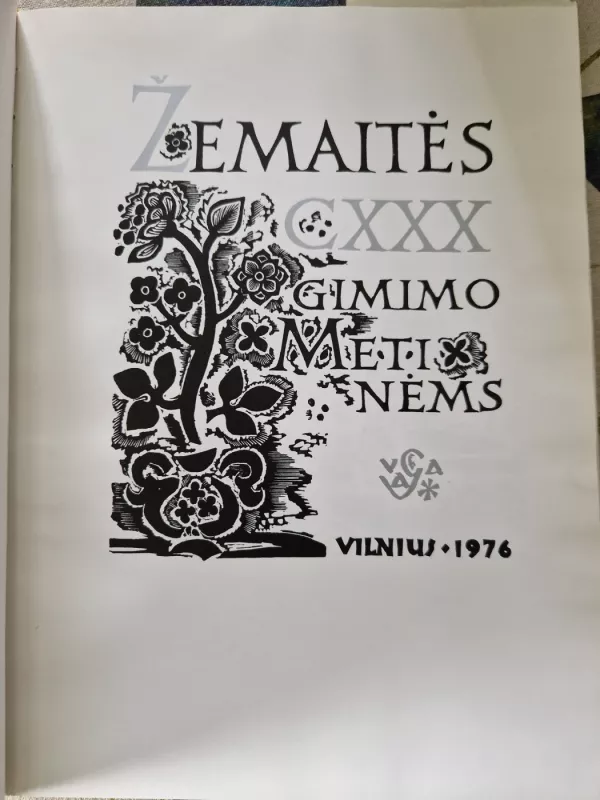 ŽEMAITĖS
CXXX
GIMIMO
METI
NĖMS
VILNIUS • 1976